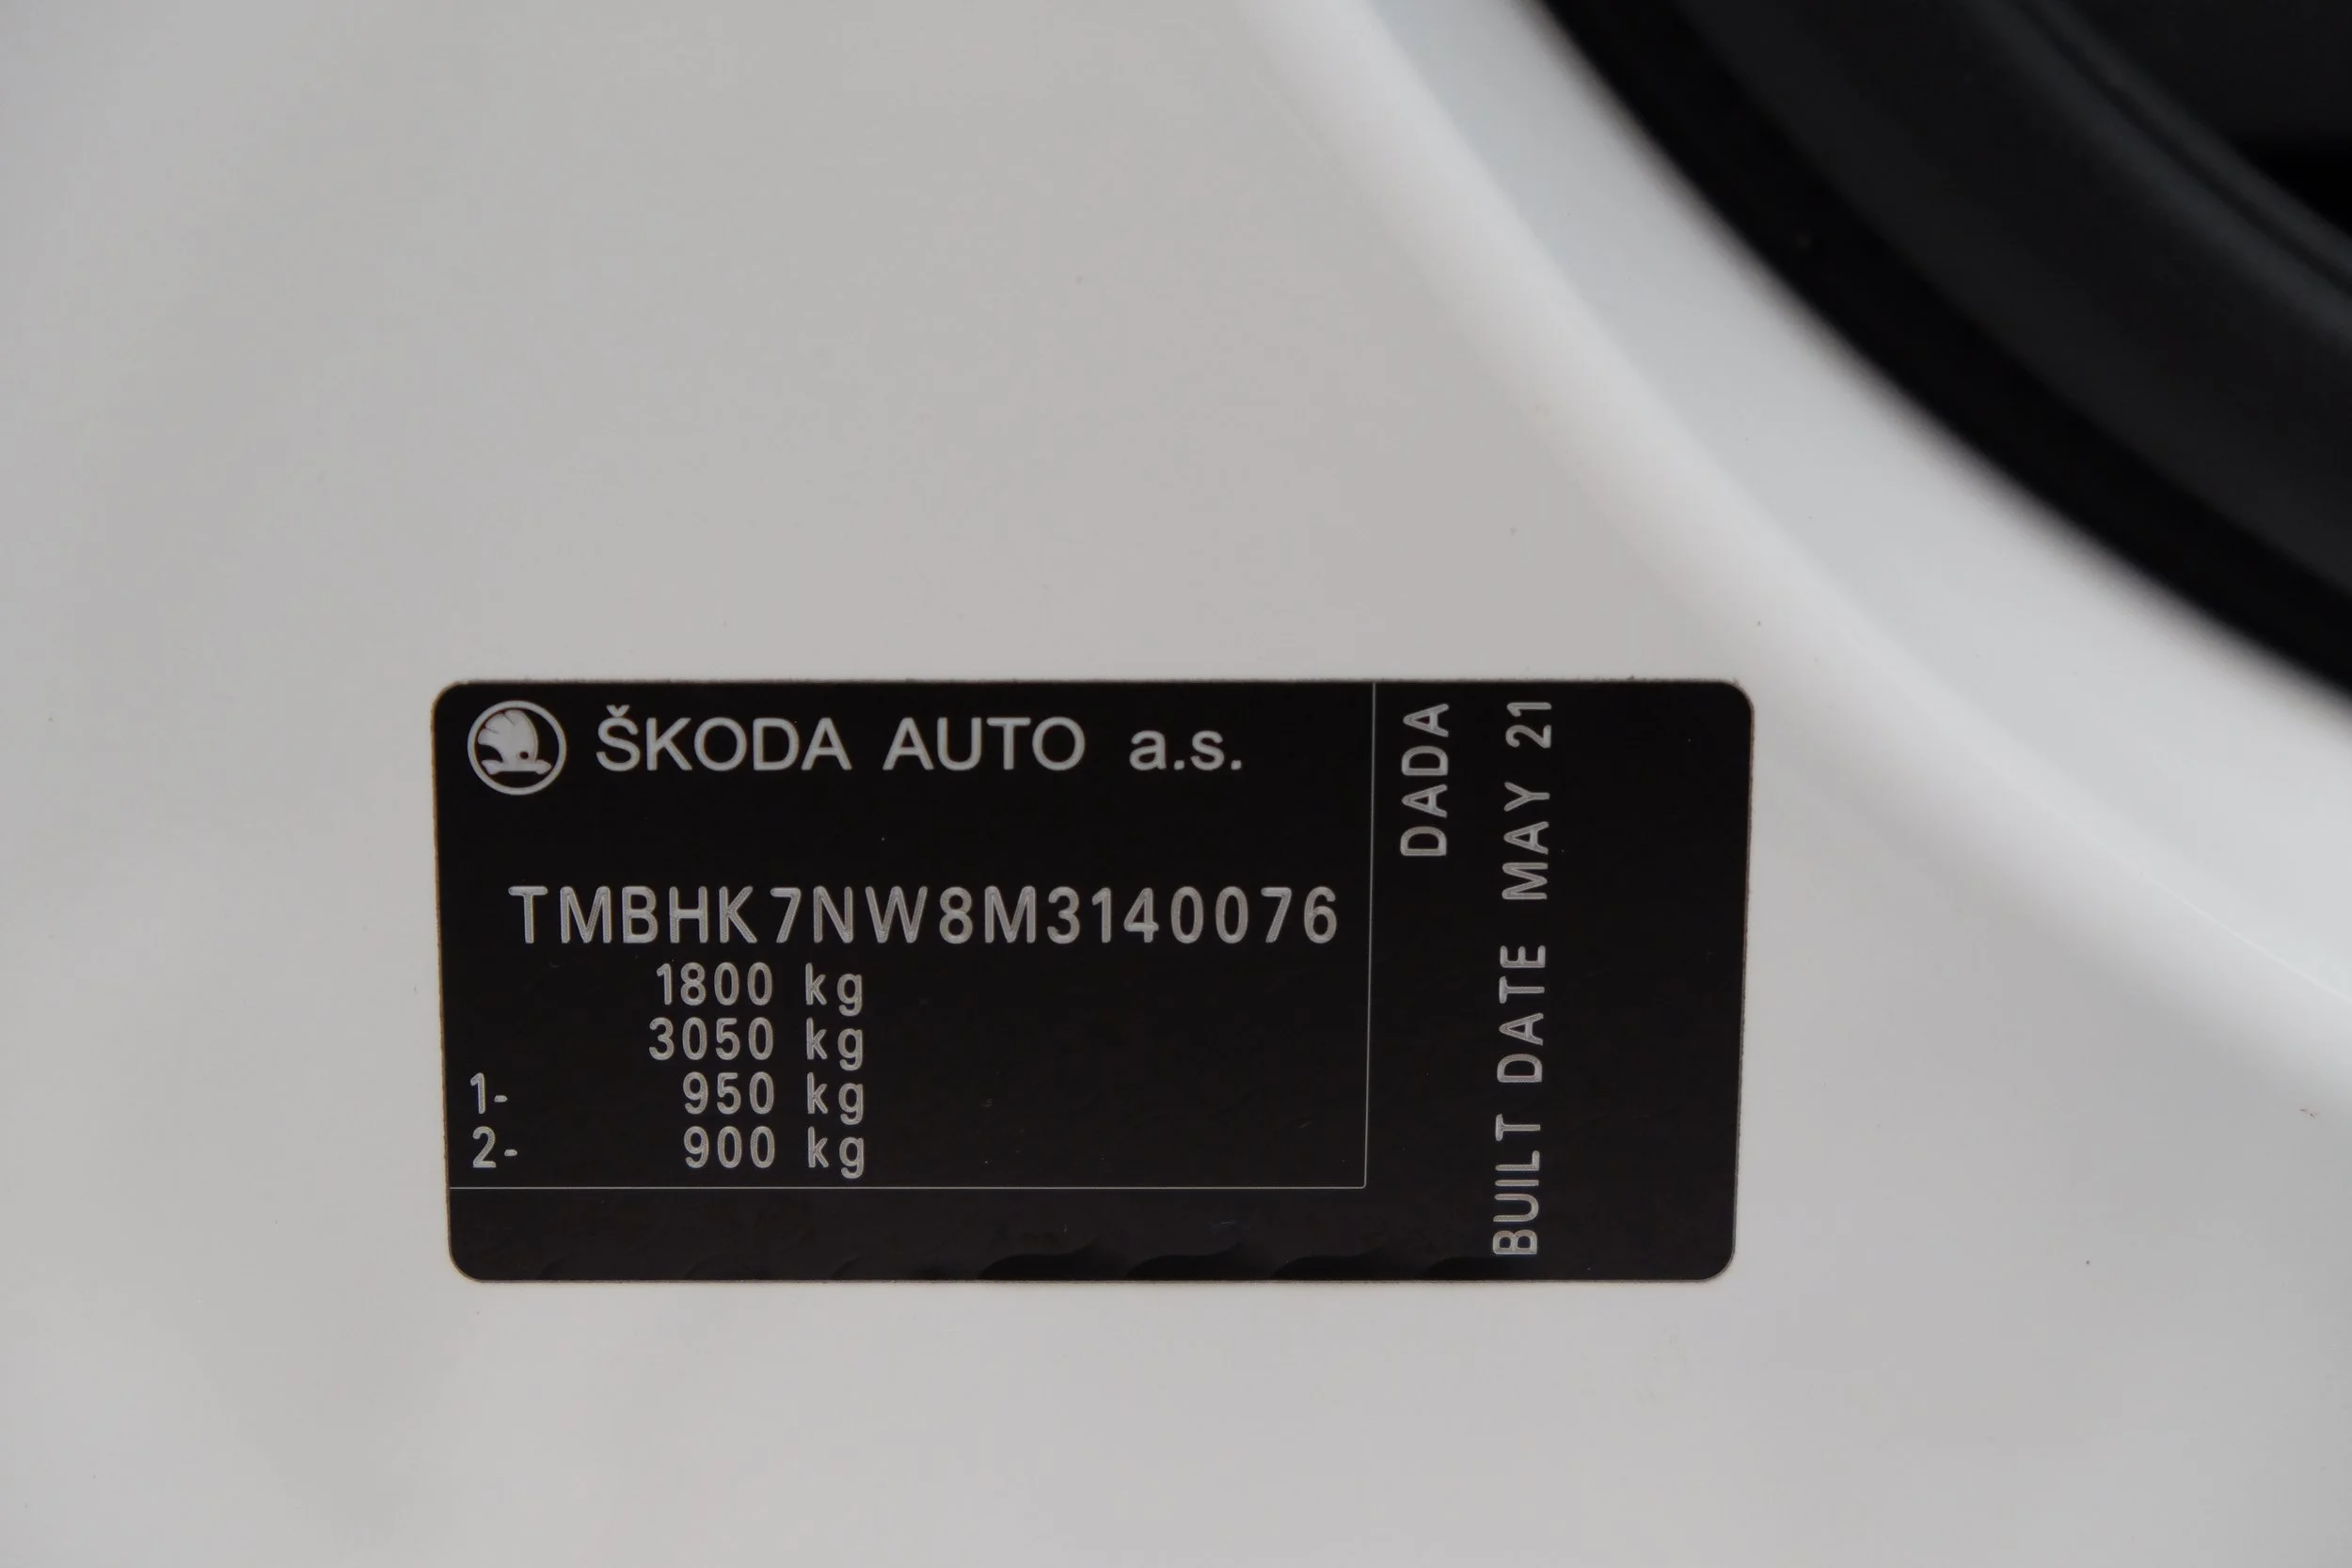 ŠKODA AUTO a.s.
TMBHK7NW8M3140076
1800 kg
3050 kg
1- 950 kg
2- 900 kg
DADA
BUILT DATE MAY 21